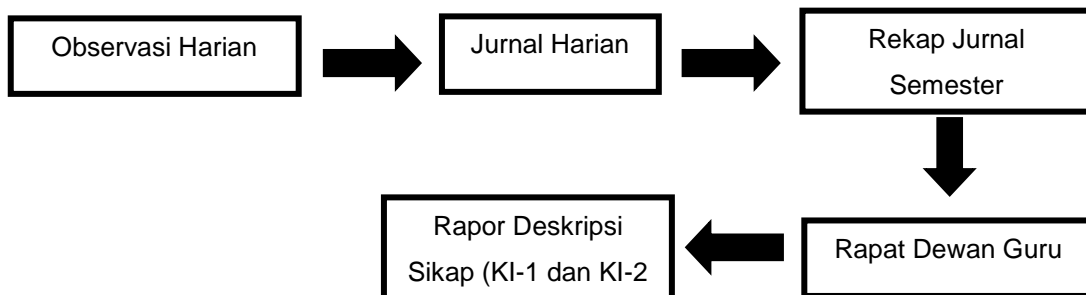 Observasi Harian
Jurnal Harian
Rekap Jurnal
Semester
Rapat Dewan Guru
Rapor Deskripsi
Sikap (KI-1 dan KI-2